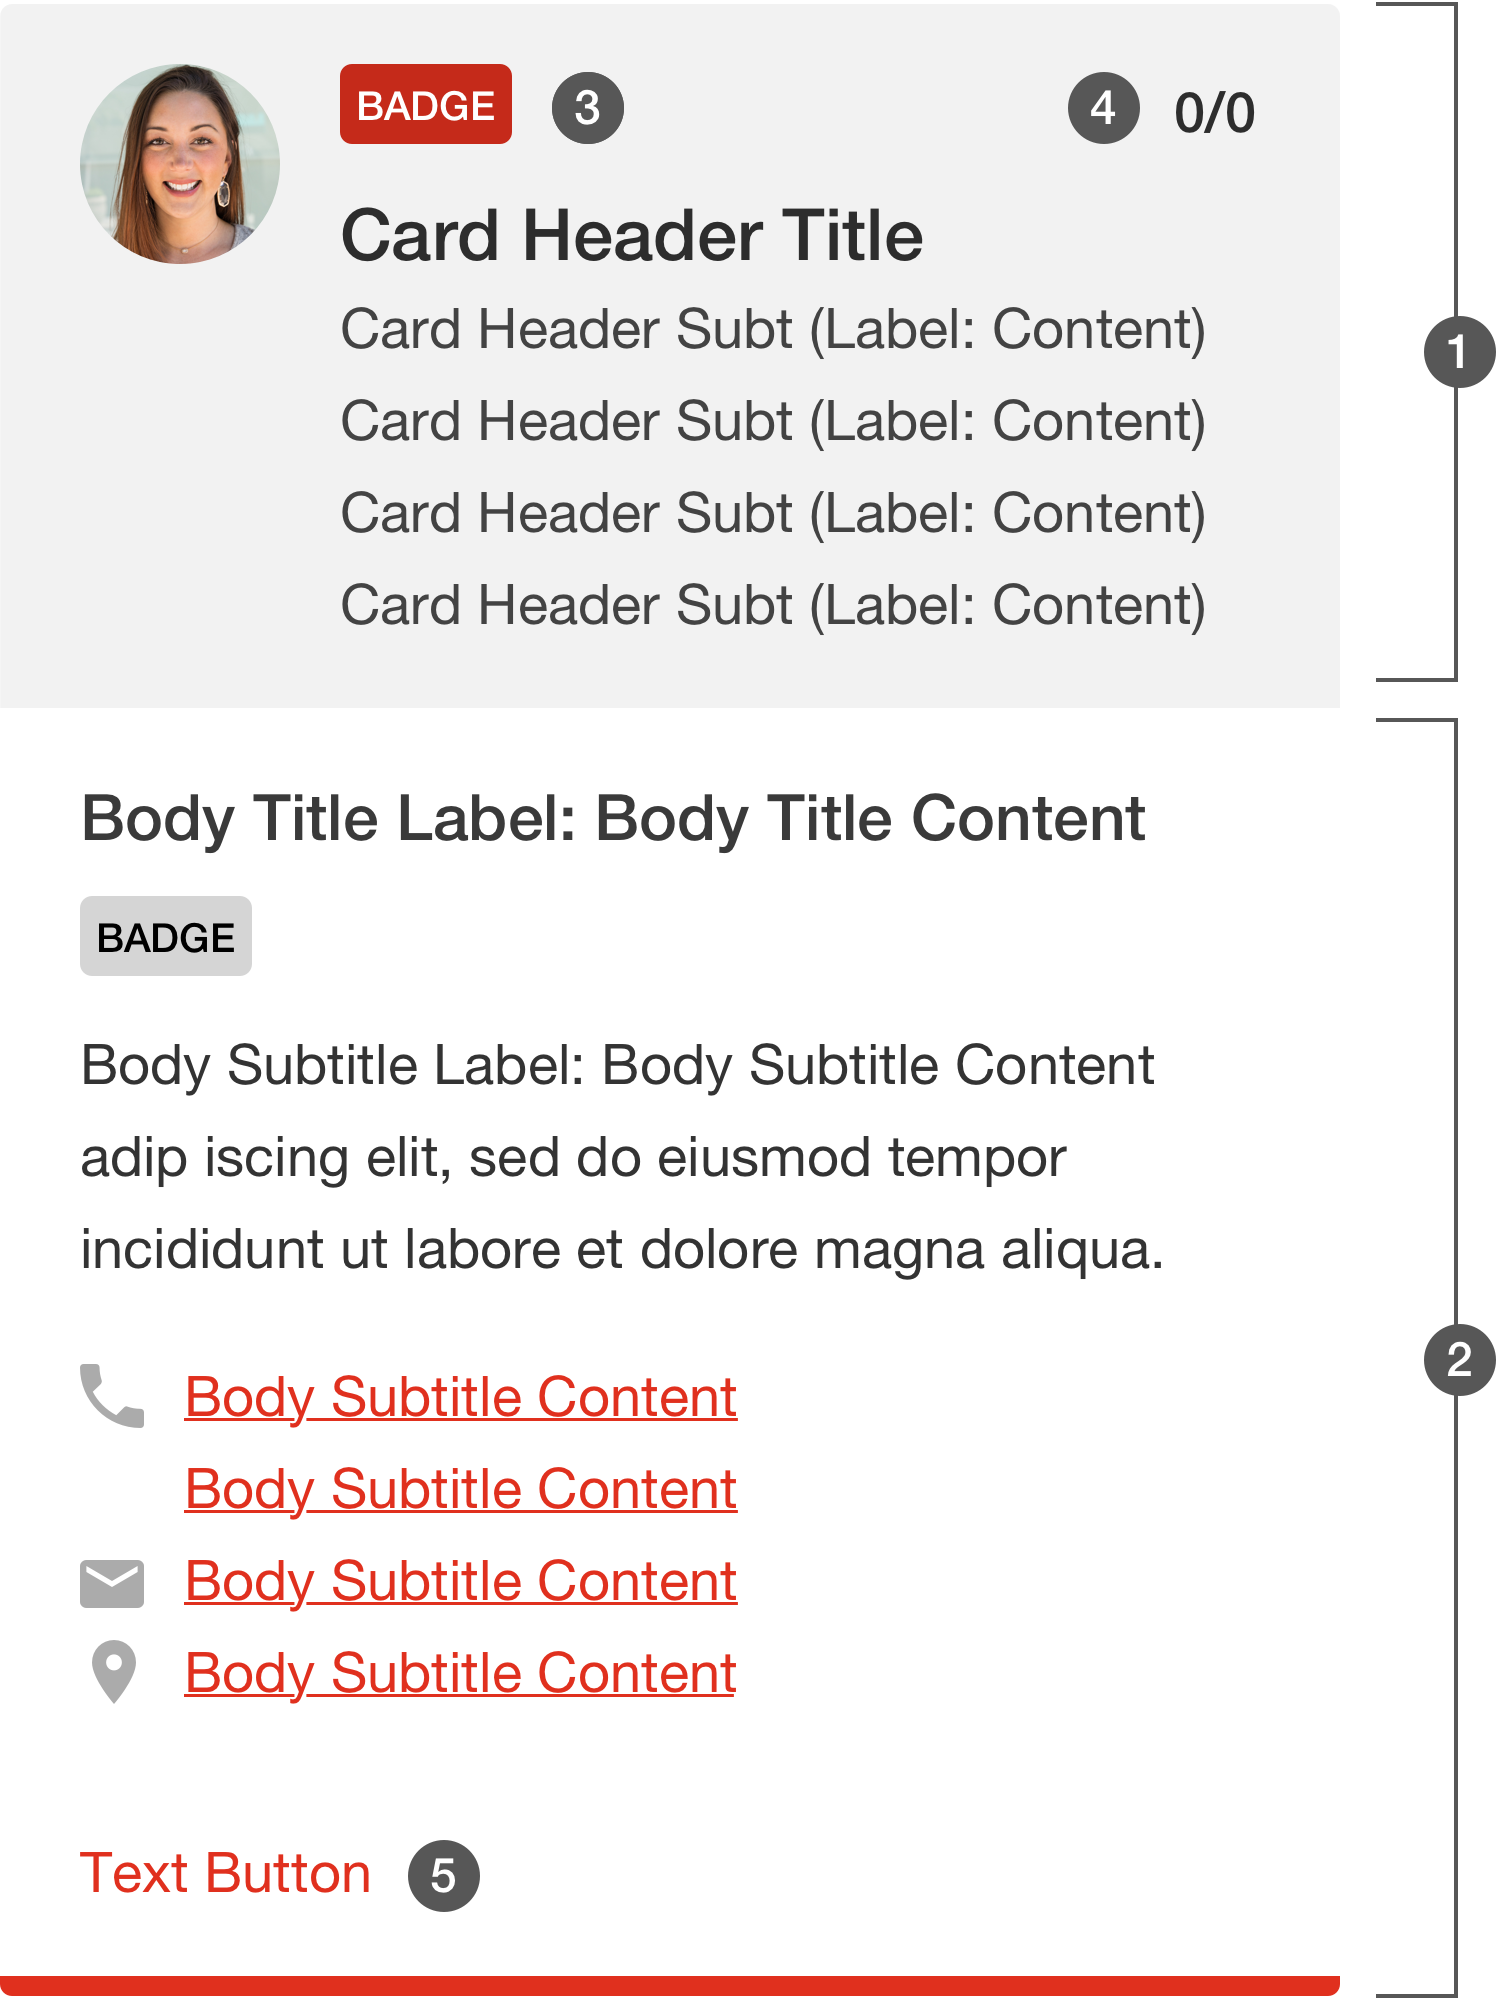 BADGE 3 4 0/0
Card Header Title
Card Header Subt (Label: Content)
1
Card Header Subt (Label: Content)
Card Header Subt (Label: Content)
Card Header Subt (Label: Content)
Body Title Label: Body Title Content
BADGE
Body Subtitle Label: Body Subtitle Content
adip iscing elit, sed do eiusmod tempor
incididunt ut labore et dolore magna aliqua.
2
Body Subtitle Content
Body Subtitle Content
Body Subtitle Content
Body Subtitle Content
Text Button 5